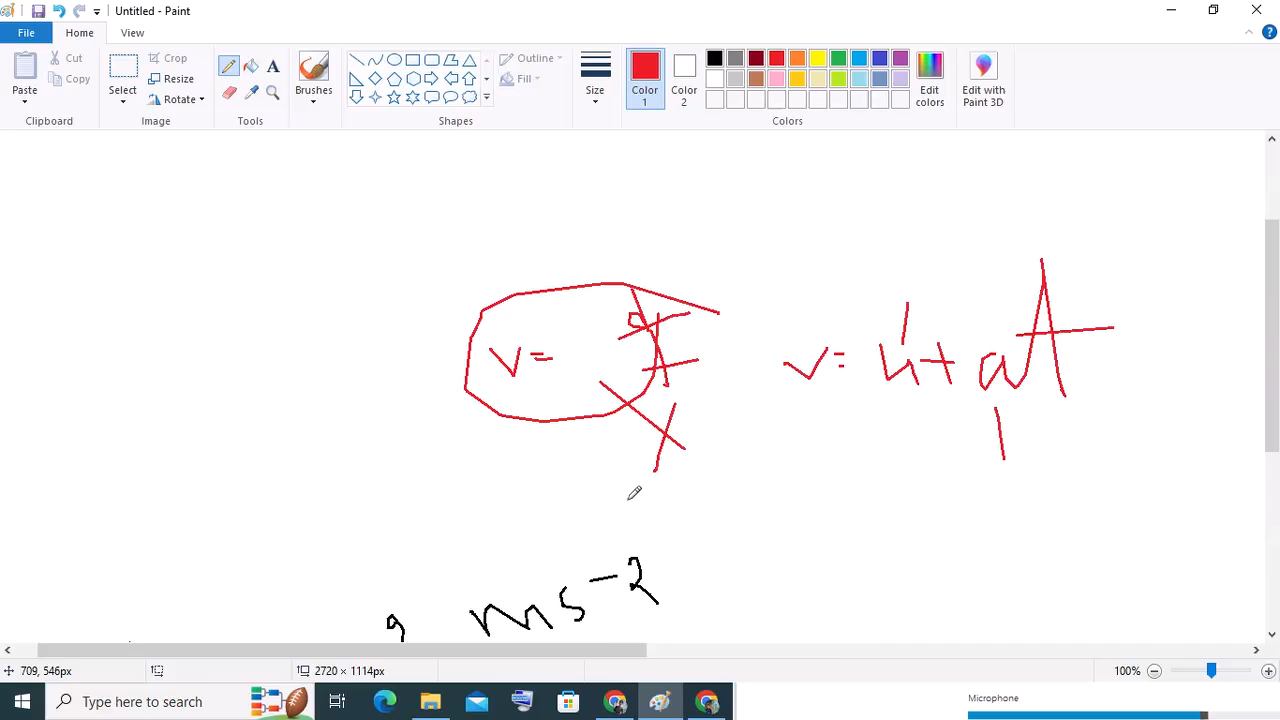 Untitled - Paint
File Home View
Paste Cut Copy Clipboard
Select Crop Resize Rotate Image
Tools
Brushes
Shapes Outline Fill
Size
Color 1 Color 2 Edit colors Colors
Edit with Paint 3D
v = at v = u + at
9 ms-2
709, 546px 2720 × 1114px 100%
Type here to search
Microphone